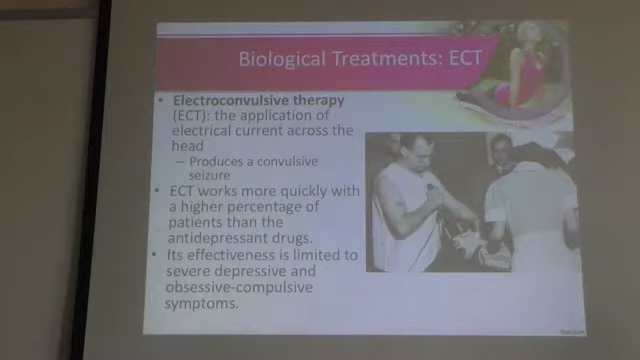 Biological Treatments: ECT
• Electroconvulsive therapy
(ECT): the application of
electrical current across the
head
– Produces a convulsive
seizure
• ECT works more quickly with
a higher percentage of
patients than the
antidepressant drugs.
• Its effectiveness is limited to
severe depressive and
obsessive-compulsive
symptoms.